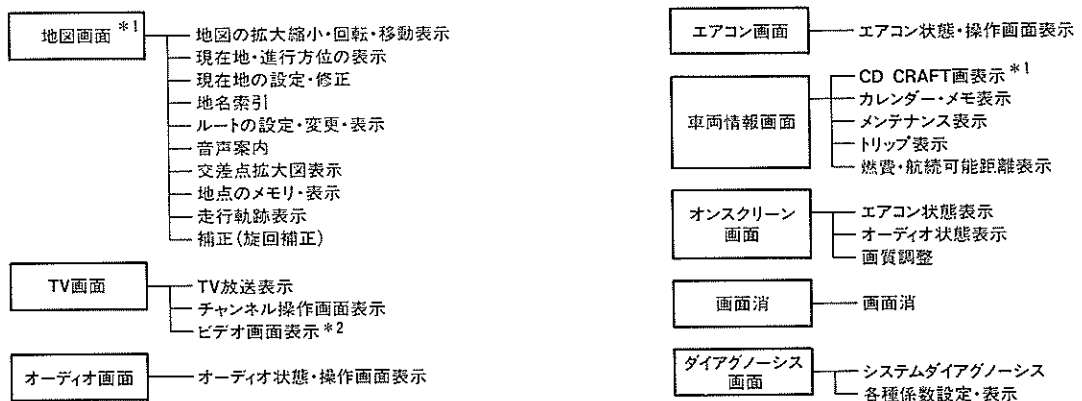 地図画面 *1
地図の拡大縮小・回転・移動表示
現在地・進行方位の表示
現在地の設定・修正
地名索引
ルートの設定・変更・表示
音声案内
交差点拡大図表示
地点のメモリ・表示
走行軌跡表示
補正(旋回補正)
TV画面
TV放送表示
チャンネル操作画面表示
ビデオ画面表示*2
オーディオ画面
オーディオ状態・操作画面表示
エアコン画面
エアコン状態・操作画面表示
車両情報画面
CD CRAFT画表示*1
カレンダー・メモ表示
メンテナンス表示
トリップ表示
燃費・航続可能距離表示
オンスクリーン
画面
エアコン状態表示
オーディオ状態表示
画質調整
画面消
画面消
ダイアグノーシス
画面
システムダイアグノーシス
各種係数設定・表示